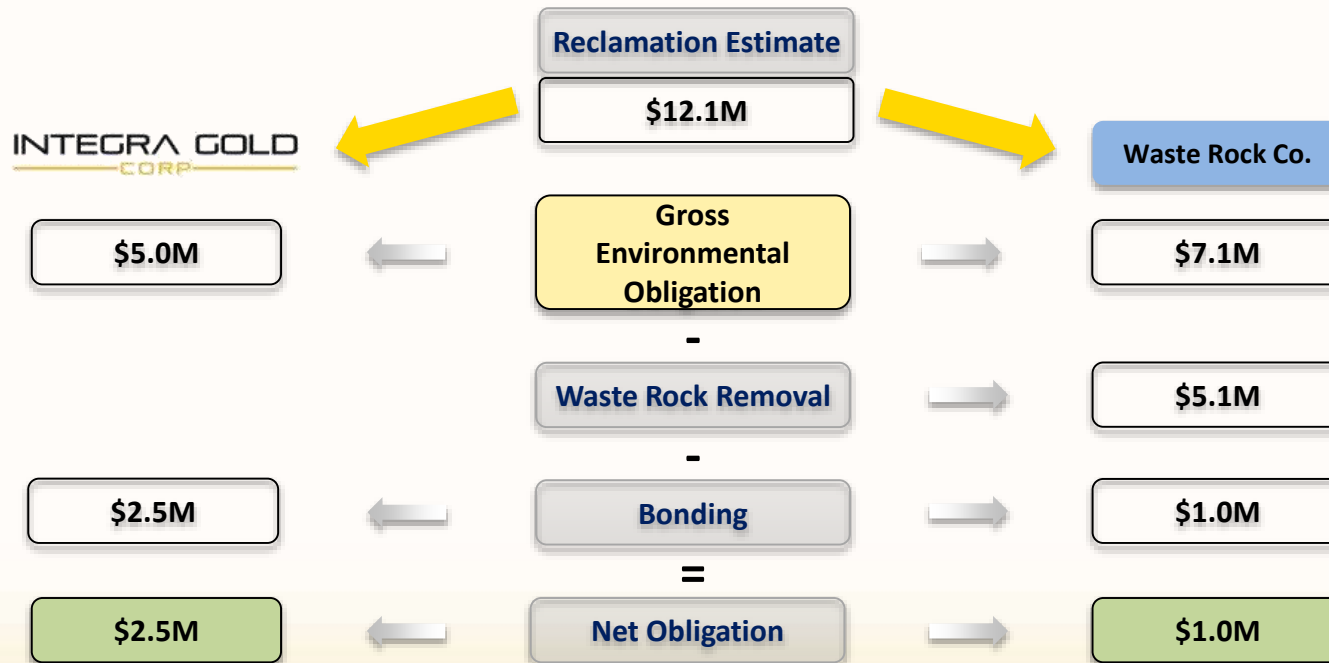 Reclamation Estimate
$12.1M
INTEGRA GOLD
CORP
Waste Rock Co.
$5.0M
Gross
Environmental
Obligation
$7.1M
-
Waste Rock Removal
$5.1M
-
$2.5M
Bonding
$1.0M
=
$2.5M
Net Obligation
$1.0M